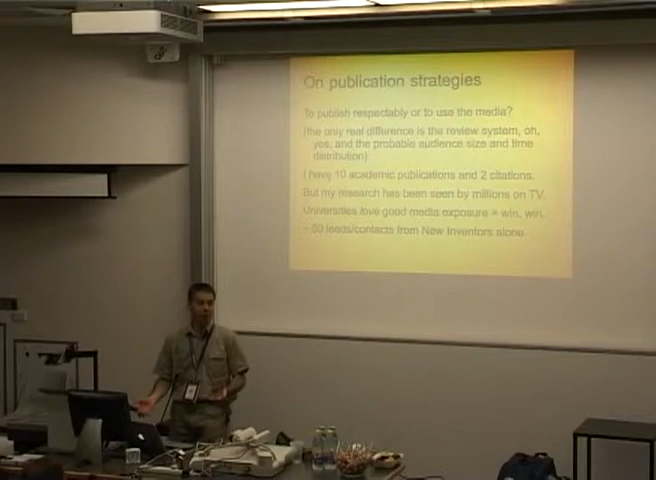 On publication strategies
To publish respectably or to use the media?
(the only real difference is the review system, oh,
yes, and the probable audience size and time
distribution)
I have 10 academic publications and 2 citations.
But my research has been seen by millions on TV.
Universities love good media exposure = win, win.
~ 50 leads/contacts from New Inventors alone.